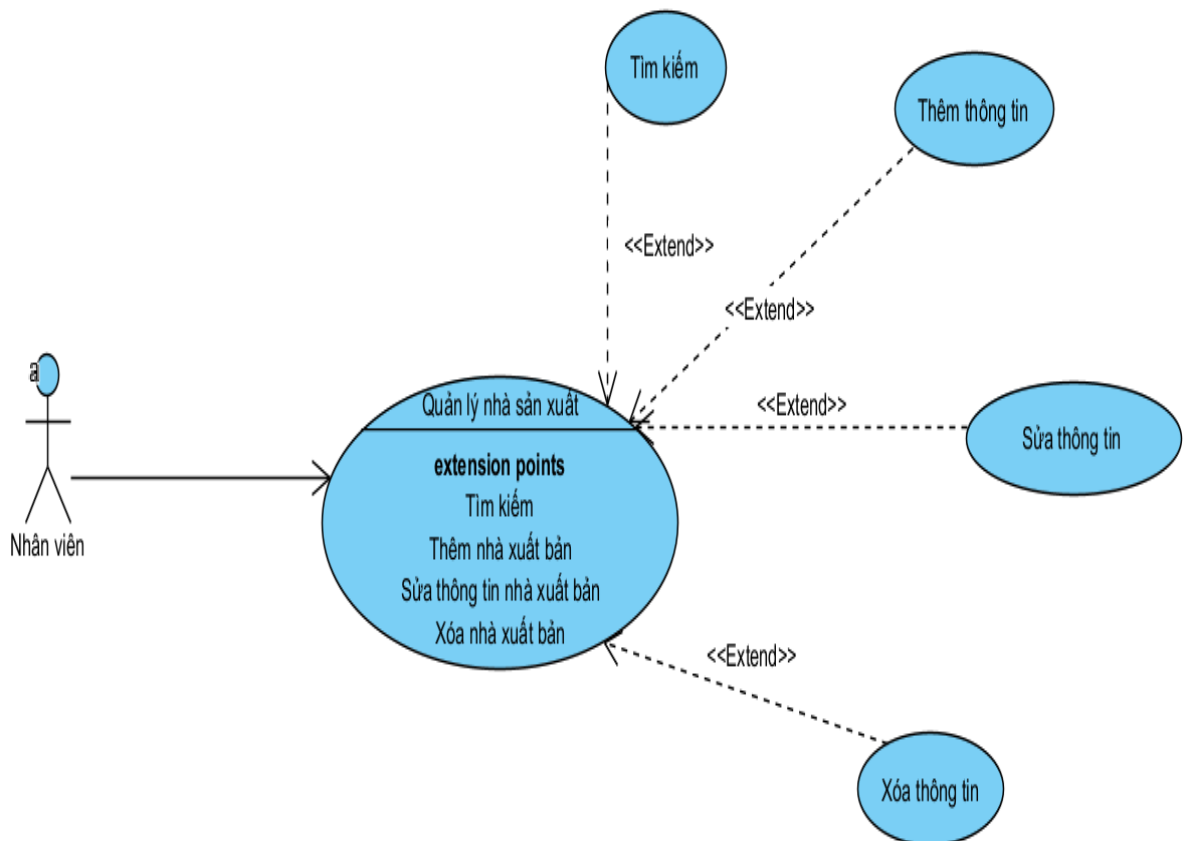 Tìm kiếm
Thêm thông tin
<<Extend>>
<<Extend>>
<<Extend>>
Quản lý nhà sản xuất
Sửa thông tin
extension points
Tìm kiếm
Thêm nhà xuất bản
Sửa thông tin nhà xuất bản
Xóa nhà xuất bản
Nhân viên
<<Extend>>
Xóa thông tin